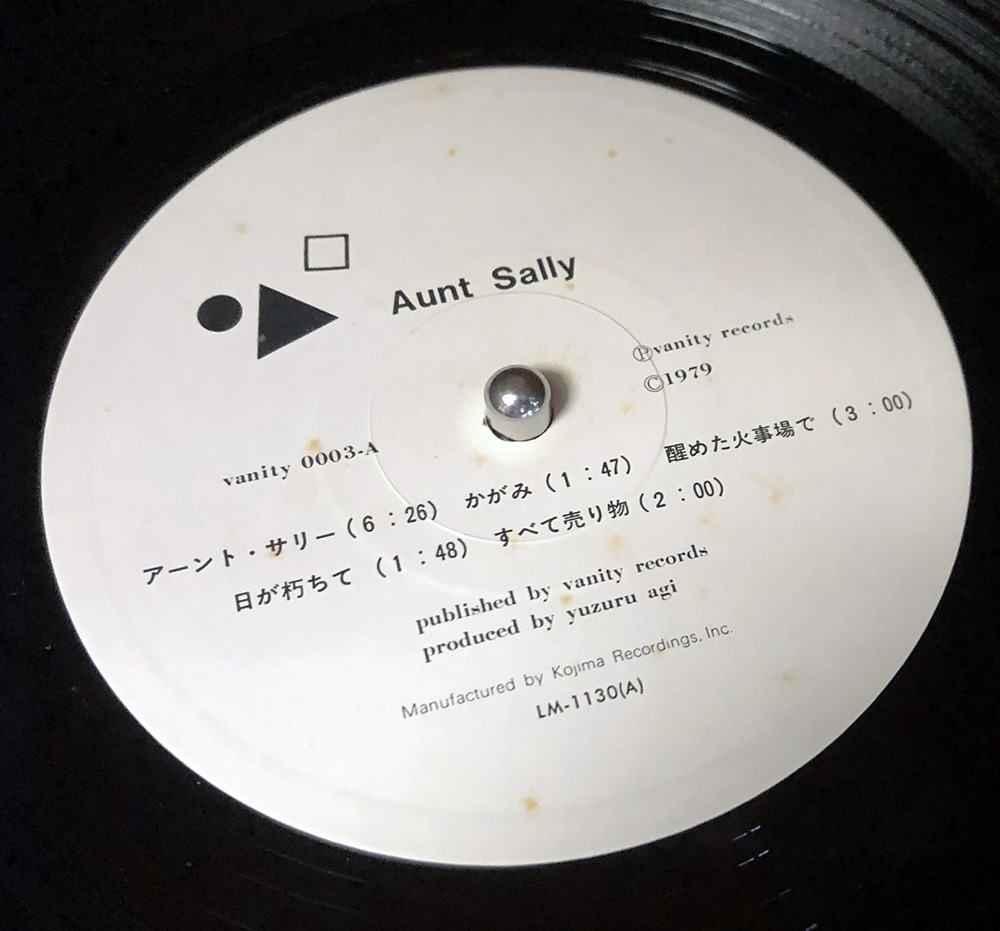 Aunt Sally
Ⓟvanity records
©1979
vanity 0003-A
アーント・サリー(6:26) かがみ(1:47) 醒めた火事場で (3:00)
日が朽ちて (1:48) すべて売り物(2:00)
published by vanity records
produced by yuzuru agi
Manufactured by Kojima Recordings, Inc.
LM-1130(A)